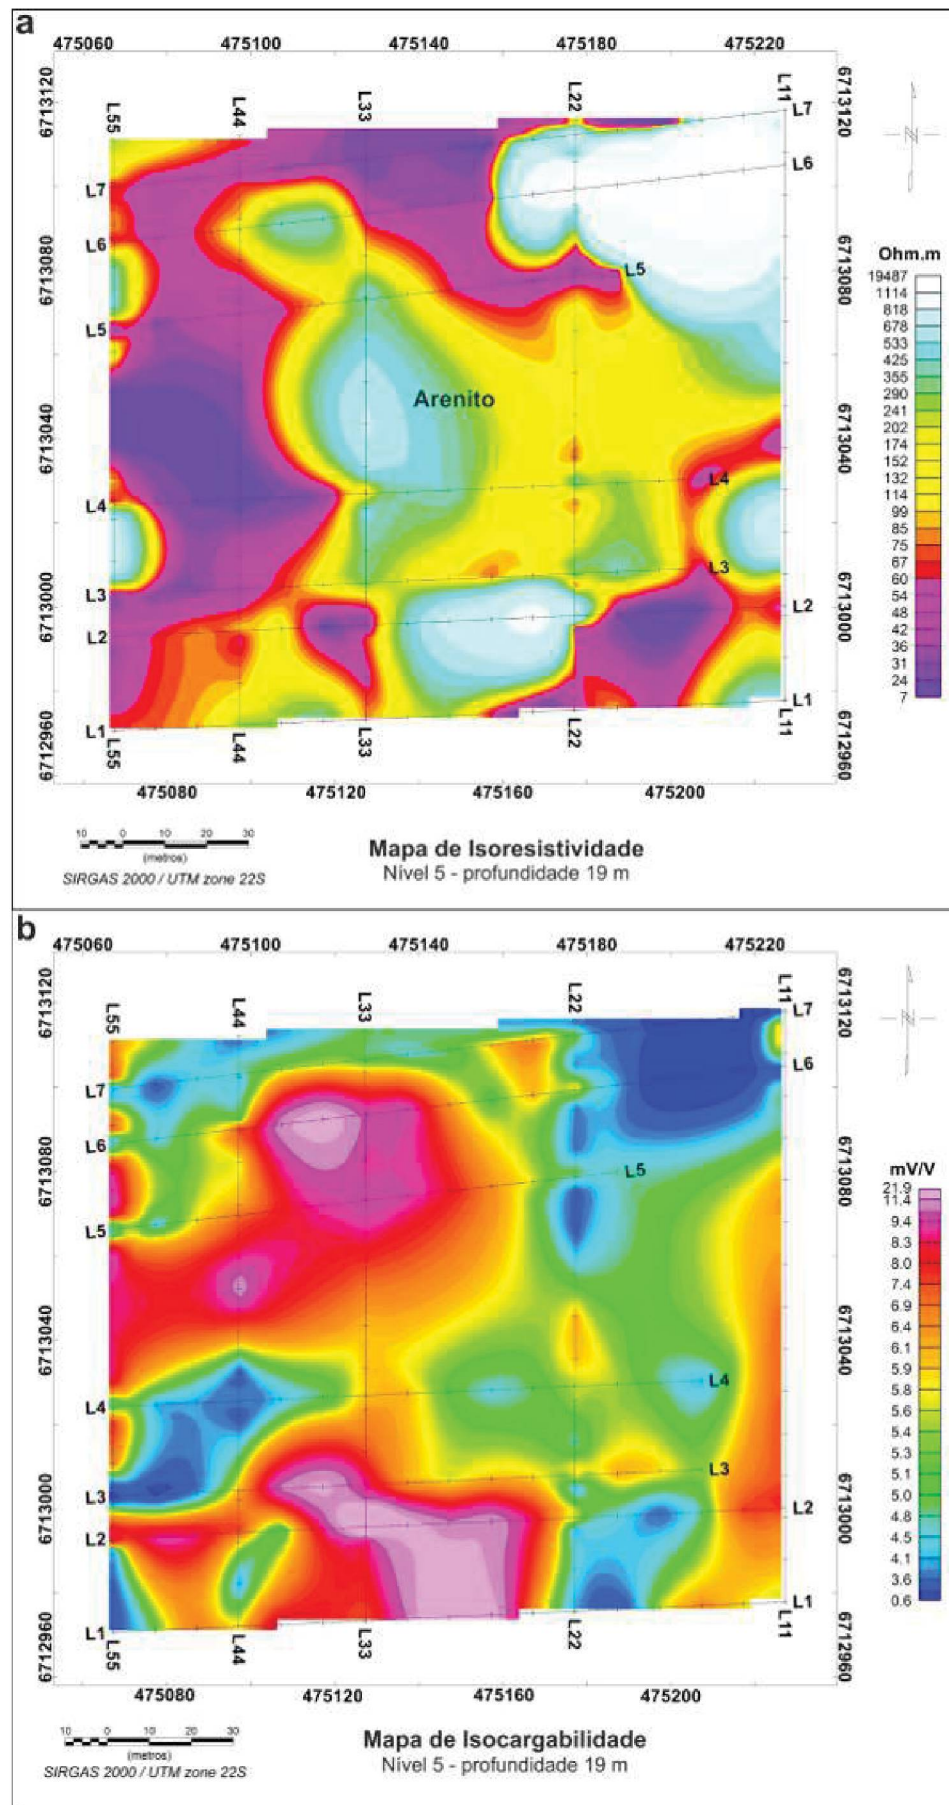 a
475060 475100 475140 475180 475220
L55 L44 L33 L22 L11
6713120 6713080 6713040 6713000 6712960
L7
L6
L5
L4
L3
L2
L1
L7
L6
L5
Arenito
L4
L3
L2
L1
6713120 6713080 6713040 6713000 6712960
L55 L44 L33 L22 L11
475080 475120 475160 475200
N
Ohm.m
19487
1114
818
678
533
425
355
290
241
202
174
152
132
114
99
85
75
67
60
54
48
42
36
31
24
7
10 0 10 20 30
(metros)
SIRGAS 2000 / UTM zone 22S
Mapa de Isoresistividade
Nível 5 - profundidade 19 m
b
475060 475100 475140 475180 475220
L55 L44 L33 L22 L11
6713120 6713080 6713040 6713000 6712960
L7
L6
L5
L4
L3
L2
L1
L7
L6
L5
L4
L3
L2
L1
6713120 6713080 6713040 6713000 6712960
L55 L44 L33 L22 L11
475080 475120 475160 475200
N
mV/V
21.9
11.4
9.4
8.3
8.0
7.4
6.9
6.4
6.1
5.9
5.8
5.6
5.4
5.3
5.1
5.0
4.8
4.5
4.1
3.6
0.6
10 0 10 20 30
(metros)
SIRGAS 2000 / UTM zone 22S
Mapa de Isocargabilidade
Nível 5 - profundidade 19 m